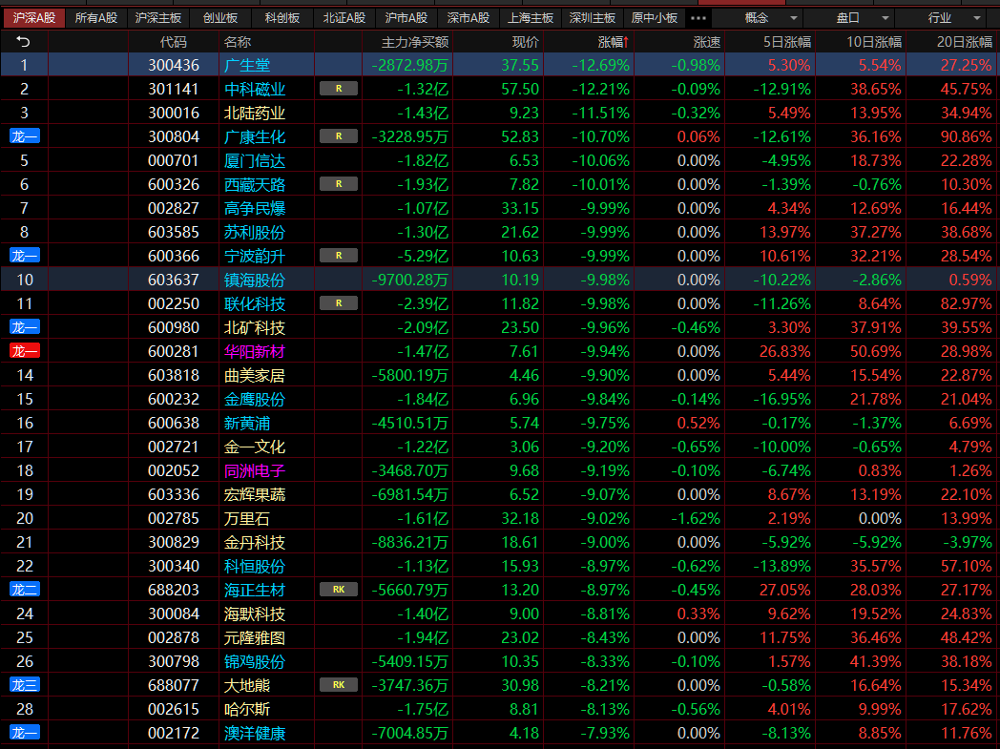 沪深A股 所有A股 沪深主板 创业板 科创板 北证A股 沪市A股 深市A股 上海主板 深圳主板 原中小板 ••• 概念 盘口 行业
代码 名称 主力净买额 现价 涨幅↑ 涨速 5日涨幅 10日涨幅 20日涨幅
1 300436 广生堂 -2872.98万 37.55 -12.69% -0.98% 5.30% 5.54% 27.25%
2 301141 中科磁业 R -1.32亿 57.50 -12.21% -0.09% -12.91% 38.65% 45.75%
3 300016 北陆药业 -1.43亿 9.23 -11.51% -0.32% 5.49% 13.95% 34.94%
龙一 300804 广康生化 R -3228.95万 52.83 -10.70% 0.06% -12.61% 36.16% 90.86%
5 000701 厦门信达 -1.82亿 6.53 -10.06% 0.00% -4.95% 18.73% 22.28%
6 603326 西藏天路 R -1.93亿 7.82 -10.01% 0.00% -1.39% -0.76% 10.30%
7 002827 高争民爆 -1.07亿 33.15 -9.99% 0.00% 4.34% 12.69% 16.44%
8 603585 苏利股份 -1.30亿 21.62 -9.99% 0.00% 13.97% 37.27% 38.68%
龙一 600366 宁波韵升 R -5.29亿 10.63 -9.99% 0.00% 10.61% 32.21% 28.54%
10 603637 镇海股份 -9700.28万 10.19 -9.98% 0.00% -10.22% -2.86% 0.59%
11 002250 联化科技 R -2.39亿 11.82 -9.98% 0.00% -11.26% 8.64% 82.97%
龙一 600980 北矿科技 -2.09亿 23.50 -9.96% -0.46% 3.30% 37.91% 39.55%
龙一 600281 华阳新材 -1.47亿 7.61 -9.94% 0.00% 26.83% 50.69% 28.98%
14 603818 曲美家居 -5800.19万 4.46 -9.90% 0.00% 5.44% 15.54% 22.87%
15 600232 金鹰股份 -1.84亿 6.96 -9.84% -0.14% -16.95% 21.78% 21.04%
16 600638 新黄浦 -4510.51万 5.74 -9.75% 0.52% -0.17% -1.37% 6.69%
17 002721 金一文化 -1.22亿 3.06 -9.20% -0.65% -10.00% -0.65% 4.79%
18 002052 同洲电子 -3468.70万 9.68 -9.19% -0.10% -6.74% 0.83% 1.26%
19 603336 宏辉果蔬 -6981.54万 6.52 -9.07% 0.00% 8.67% 13.19% 22.10%
20 002785 万里石 -1.61亿 32.18 -9.02% -1.62% 2.19% 0.00% 13.99%
21 300829 金丹科技 -8836.21万 18.61 -9.00% 0.00% -5.92% -5.92% -3.97%
22 300340 科恒股份 -1.13亿 15.93 -8.97% -0.62% -13.89% 35.57% 57.10%
龙二 688203 海正生材 RK -5660.79万 13.20 -8.97% -0.45% 27.05% 28.03% 27.17%
24 300084 海默科技 -1.40亿 9.00 -8.81% 0.33% 9.62% 19.52% 24.83%
25 002878 元隆雅图 -1.94亿 23.02 -8.43% 0.00% 11.75% 36.46% 48.42%
26 300798 锦鸡股份 -5409.15万 10.35 -8.33% -0.10% 1.57% 41.39% 38.18%
龙三 688077 大地熊 RK -3747.36万 30.98 -8.21% 0.00% -0.58% 16.64% 15.34%
28 002615 哈尔斯 -1.75亿 8.81 -8.13% -0.56% 4.01% 9.99% 17.62%
龙一 002172 澳洋健康 -7004.85万 4.18 -7.93% 0.00% -8.13% 8.85% 11.76%